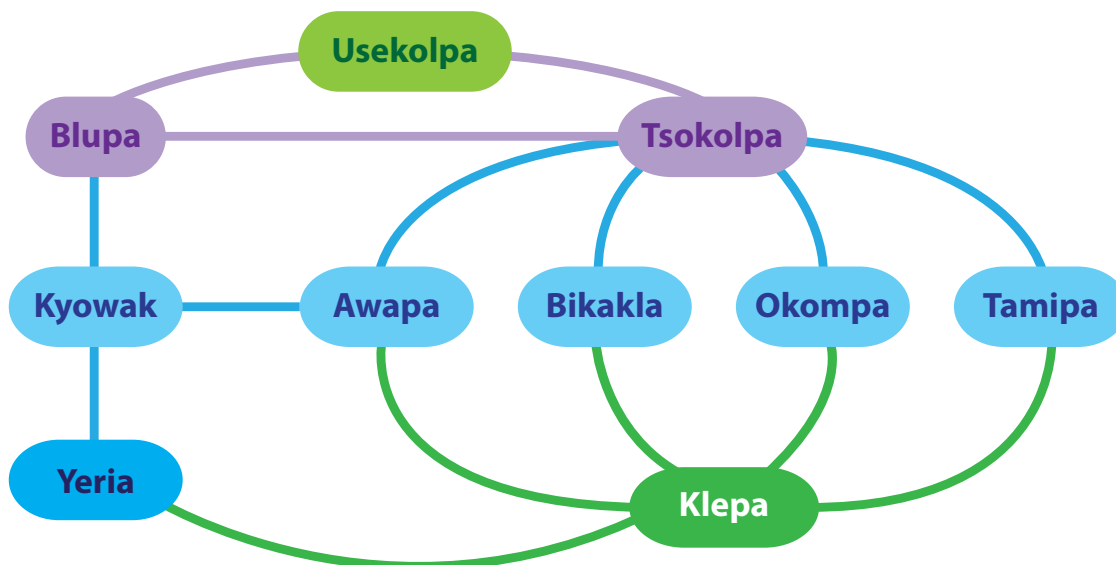 Usekolpa
Blupa
Tsokolpa
Kyowak
Awapa
Bikakla
Okompa
Tamipa
Yeria
Klepa